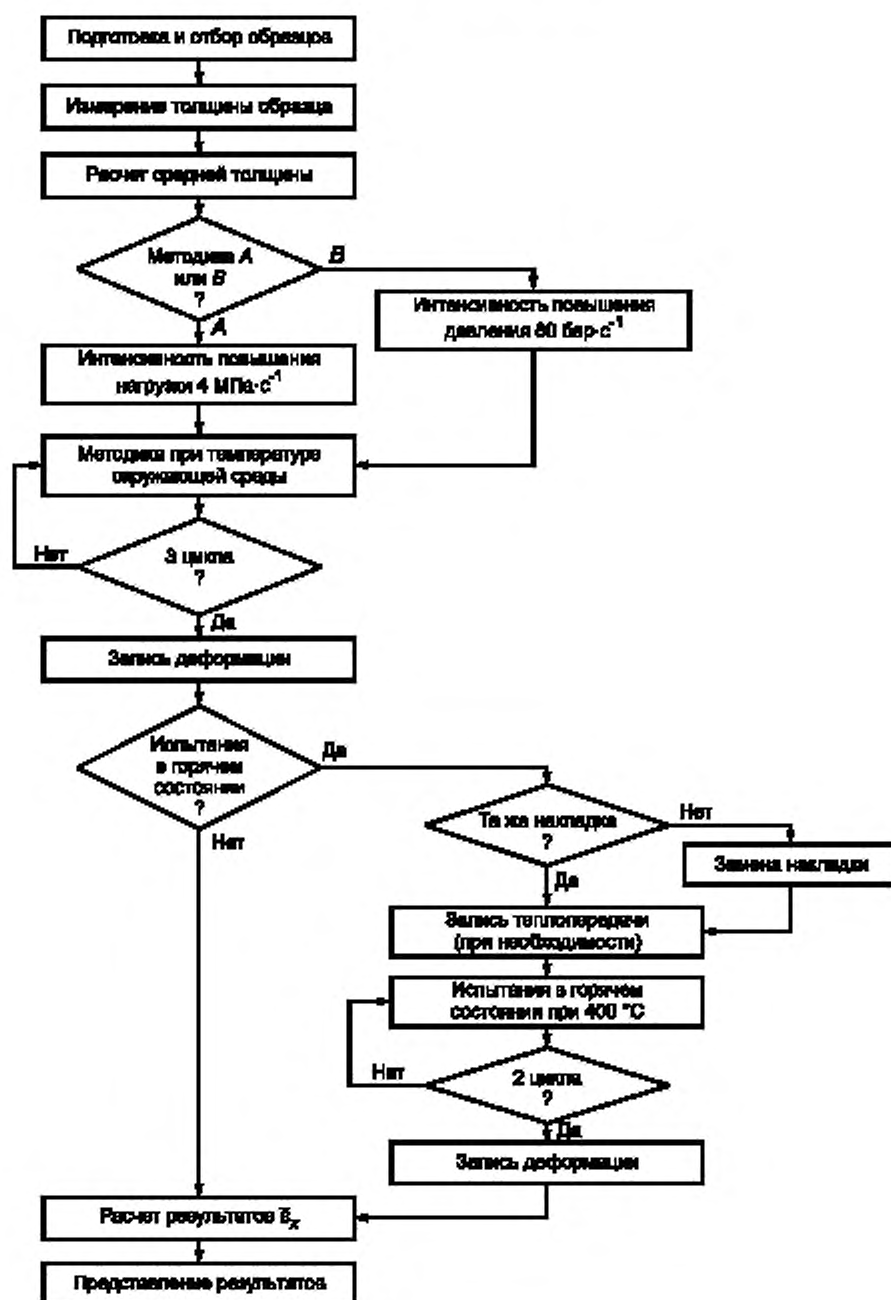 Подготовка и отбор образцов
Измерение толщины образца
Расчет средней толщины
Методика A
или B
?
B
A
Интенсивность повышения
давления 80 бар·с⁻¹
Интенсивность повышения
нагрузки 4 МПа·с⁻¹
Методика при температуре
окружающей среды
3 цикла
?
Нет
Да
Запись деформации
Испытания
в горячем
состоянии
?
Да
Нет
Та же накладка
?
Нет
Да
Замена накладки
Запись теплопередачи
(при необходимости)
Испытания в горячем
состоянии при 400 °С
2 цикла
?
Нет
Да
Запись деформации
Расчет результатов s̄ₓ
Представление результатов